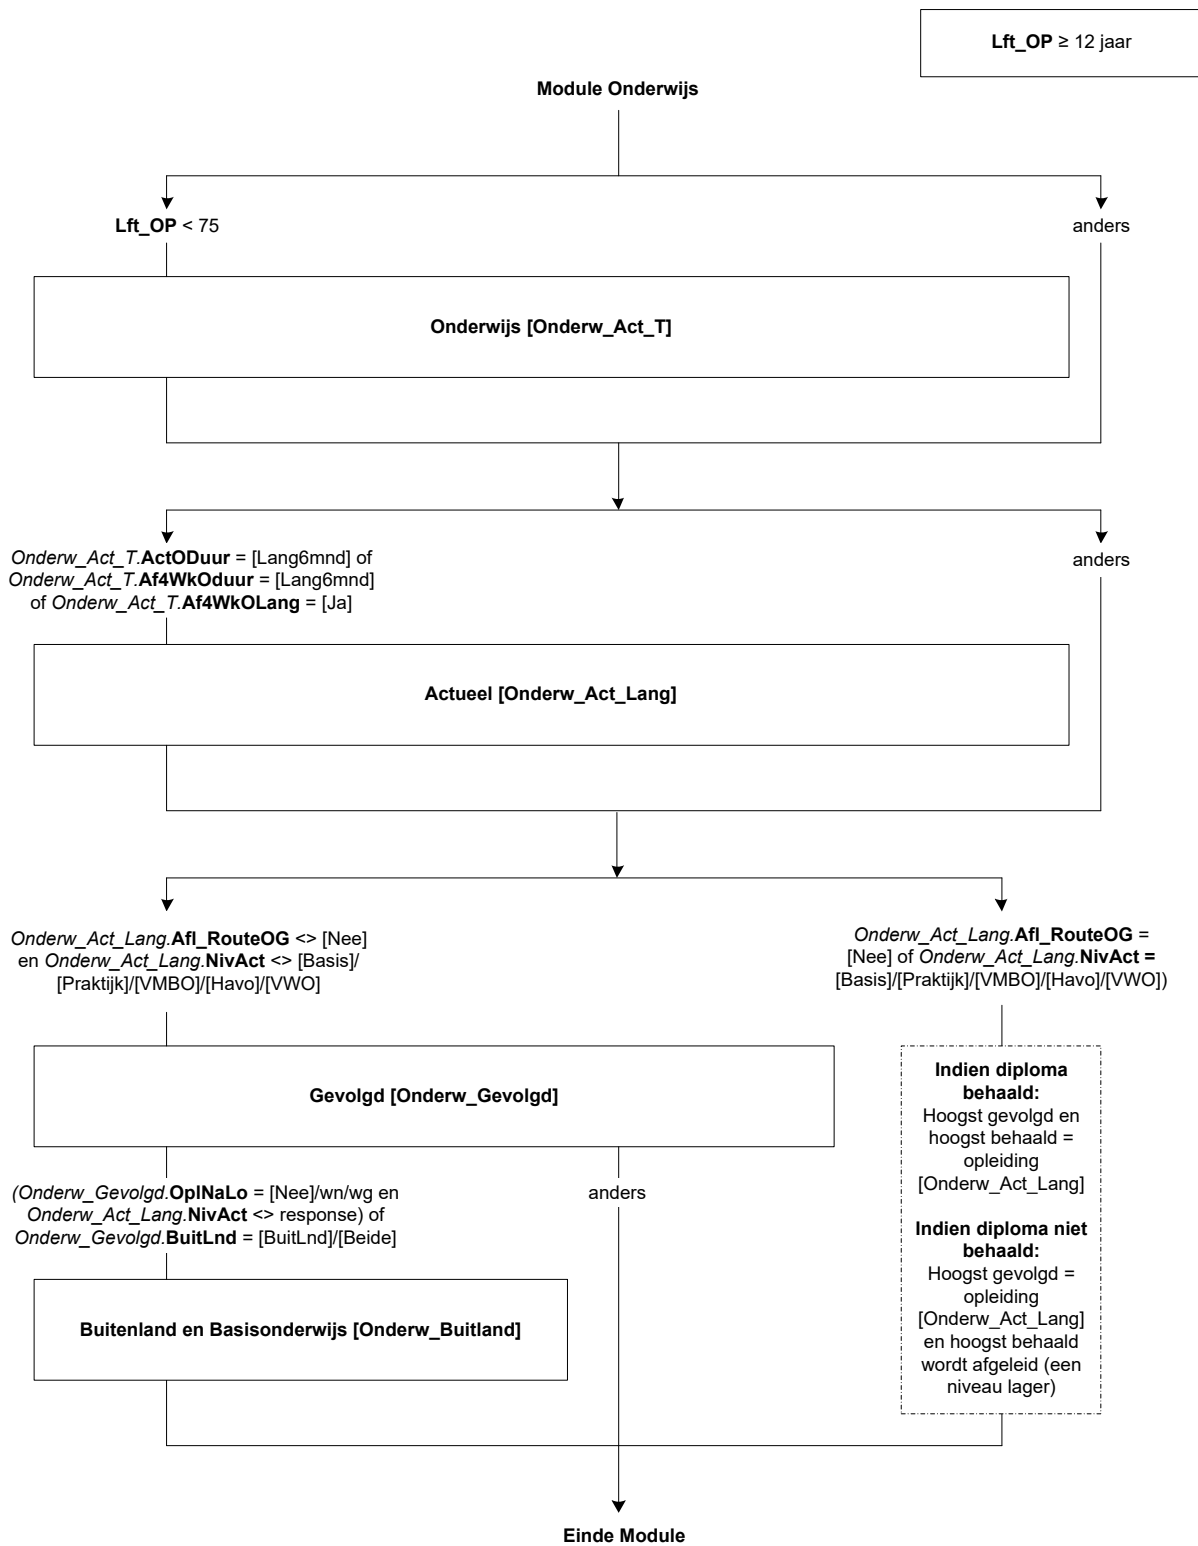 Lft_OP ≥ 12 jaar
Module Onderwijs
Lft_OP < 75
anders
Onderwijs [Onderw_Act_T]
Onderw_Act_T.ActODuur = [Lang6mnd] of
Onderw_Act_T.Af4WkOduur = [Lang6mnd]
of Onderw_Act_T.Af4WkOLang = [Ja]
anders
Actueel [Onderw_Act_Lang]
Onderw_Act_Lang.Afl_RouteOG <> [Nee]
en Onderw_Act_Lang.NivAct <> [Basis]/
[Praktijk]/[VMBO]/[Havo]/[VWO]
Onderw_Act_Lang.Afl_RouteOG =
[Nee] of Onderw_Act_Lang.NivAct =
[Basis]/[Praktijk]/[VMBO]/[Havo]/[VWO])
Gevolgd [Onderw_Gevolgd]
(Onderw_Gevolgd.OplNaLo = [Nee]/wn/wg en
Onderw_Act_Lang.NivAct <> response) of
Onderw_Gevolgd.BuitLnd = [BuitLnd]/[Beide]
anders
Buitenland en Basisonderwijs [Onderw_Buitland]
Indien diploma
behaald:
Hoogst gevolgd en
hoogst behaald =
opleiding
[Onderw_Act_Lang]
Indien diploma niet
behaald:
Hoogst gevolgd =
opleiding
[Onderw_Act_Lang]
en hoogst behaald
wordt afgeleid (een
niveau lager)
Einde Module